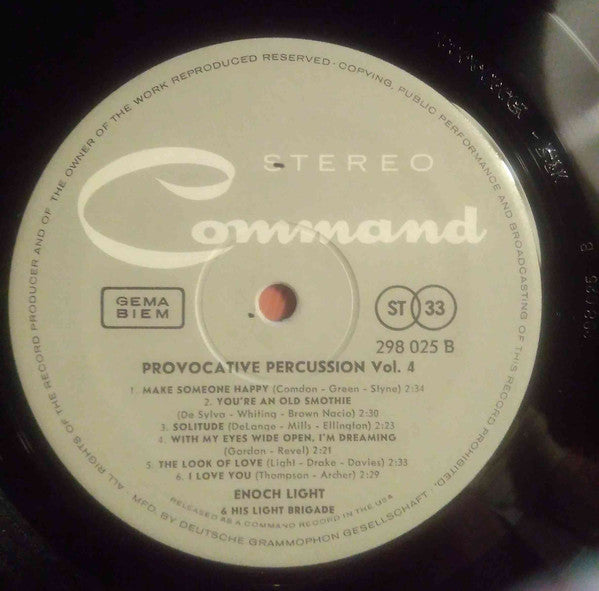 ALL RIGHTS OF THE RECORD PRODUCER AND OF THE OWNER OF THE WORK REPRODUCED RESERVED · COPYING, PUBLIC PERFORMANCE AND BROADCASTING OF THIS RECORD PROHIBITED!
STEREO
Command
GEMA
BIEM
ST 33
298 025 B
PROVOCATIVE PERCUSSION Vol. 4
1. MAKE SOMEONE HAPPY (Comdon - Green - Styne) 2:34
2. YOU'RE AN OLD SMOTHIE
(De Sylva - Whiting - Brown Nacio) 2:30
3. SOLITUDE (DeLange - Mills - Ellington) 2:23
4. WITH MY EYES WIDE OPEN, I'M DREAMING
(Gordon - Revel) 2:21
5. THE LOOK OF LOVE (Light - Drake - Davies) 2:33
6. I LOVE YOU (Thompson - Archer) 2:29
ENOCH LIGHT
& HIS LIGHT BRIGADE
RELEASED AS A COMMAND RECORD IN THE USA
MFD. BY DEUTSCHE GRAMMOPHON GESELLSCHAFT